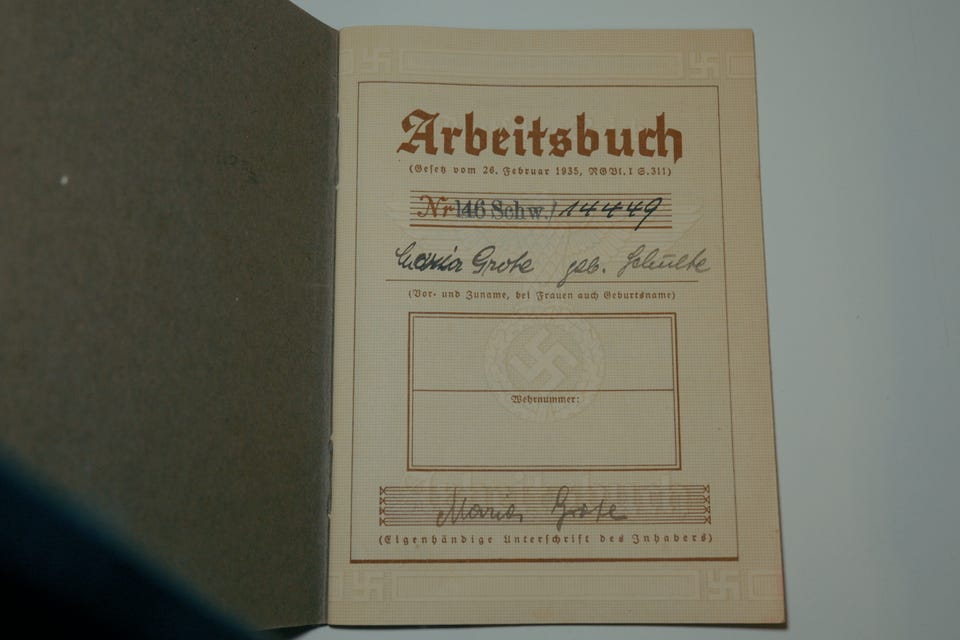 Arbeitsbuch
(Gesetz vom 26. Februar 1935, RGBl. I S.311)
Nr 146 Schw./ 14449
Maria Grote geb. Schulte
(Vor- und Zuname, bei Frauen auch Geburtsname)
Wehrnummer:
Maria Grote
(Eigenhändige Unterschrift des Inhabers)